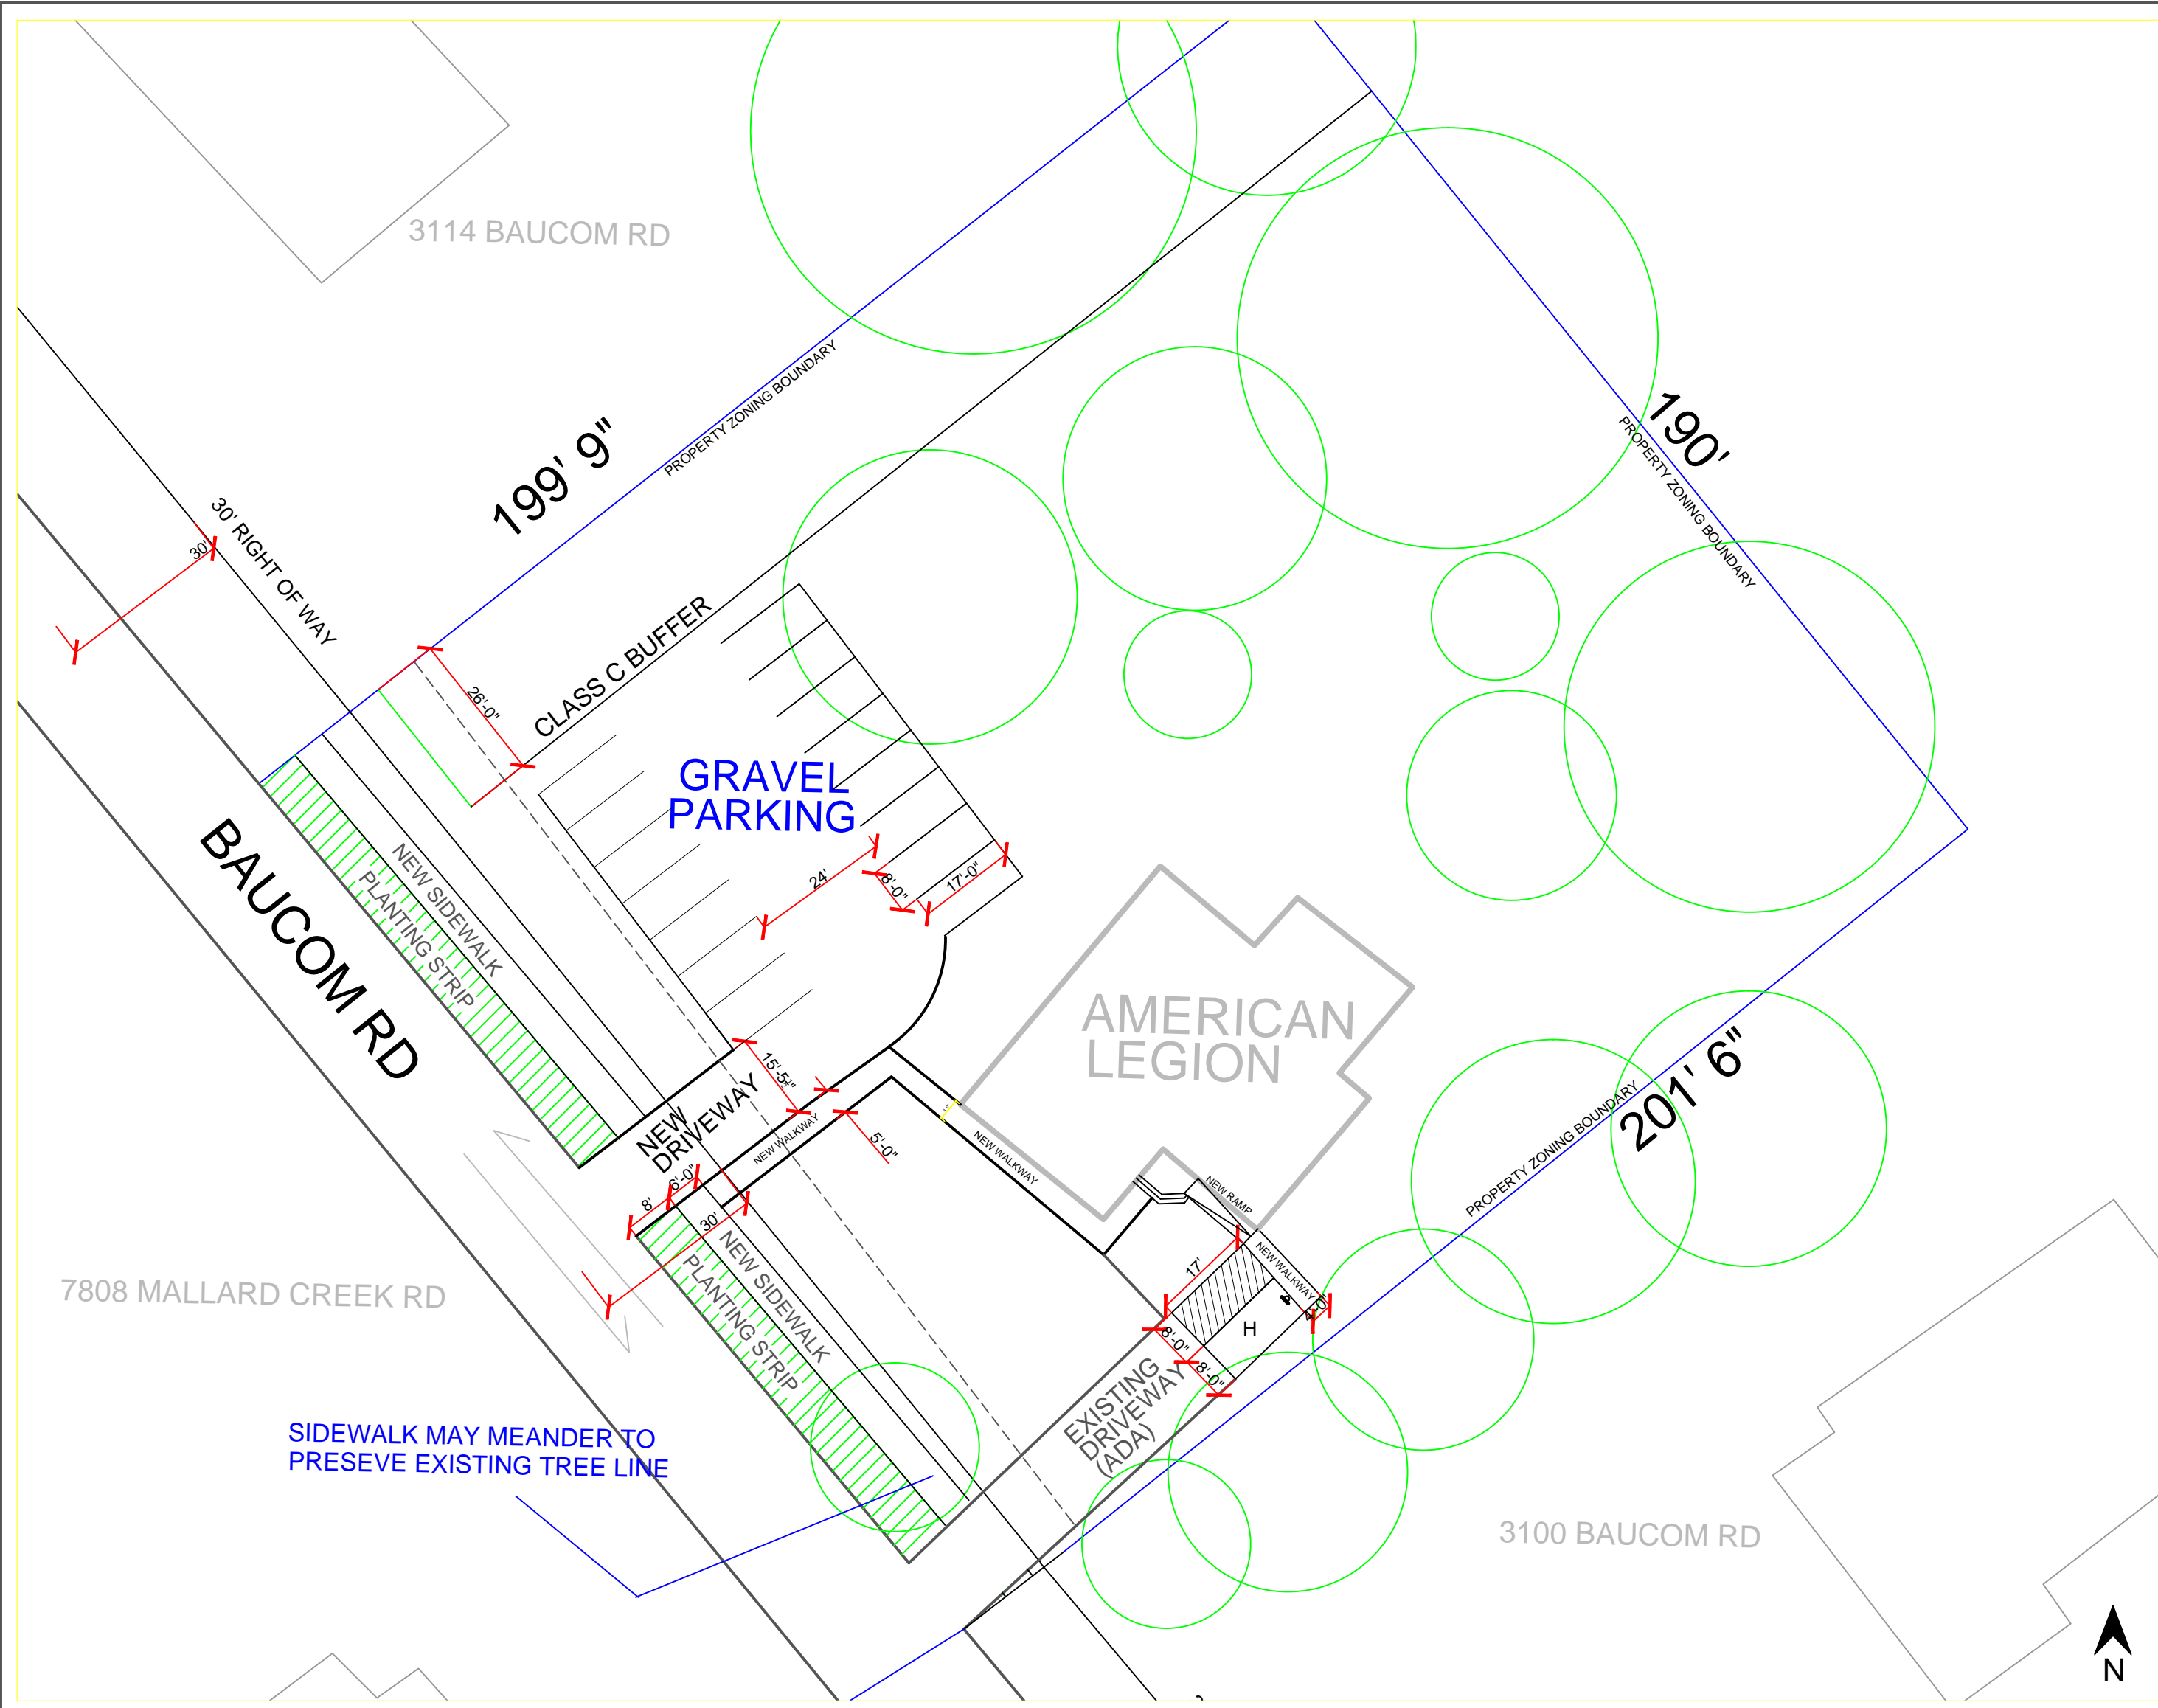 3114 BAUCOM RD
199' 9"
PROPERTY ZONING BOUNDARY
190'
PROPERTY ZONING BOUNDARY
30' RIGHT OF WAY
30'
26'-0"
CLASS C BUFFER
GRAVEL
PARKING
24'
8'-0"
17'-0"
BAUCOM RD
NEW SIDEWALK
PLANTING STRIP
AMERICAN
LEGION
15'-5½"
NEW
DRIVEWAY
NEW WALKWAY
5'-0"
NEW WALKWAY
201' 6"
PROPERTY ZONING BOUNDARY
8'
6'-0"
30'
NEW RAMP
NEW WALKWAY
17'
H
8'-0"
8'-0"
NEW SIDEWALK
PLANTING STRIP
7808 MALLARD CREEK RD
EXISTING
DRIVEWAY
(ADA)
SIDEWALK MAY MEANDER TO
PRESEVE EXISTING TREE LINE
3100 BAUCOM RD
N